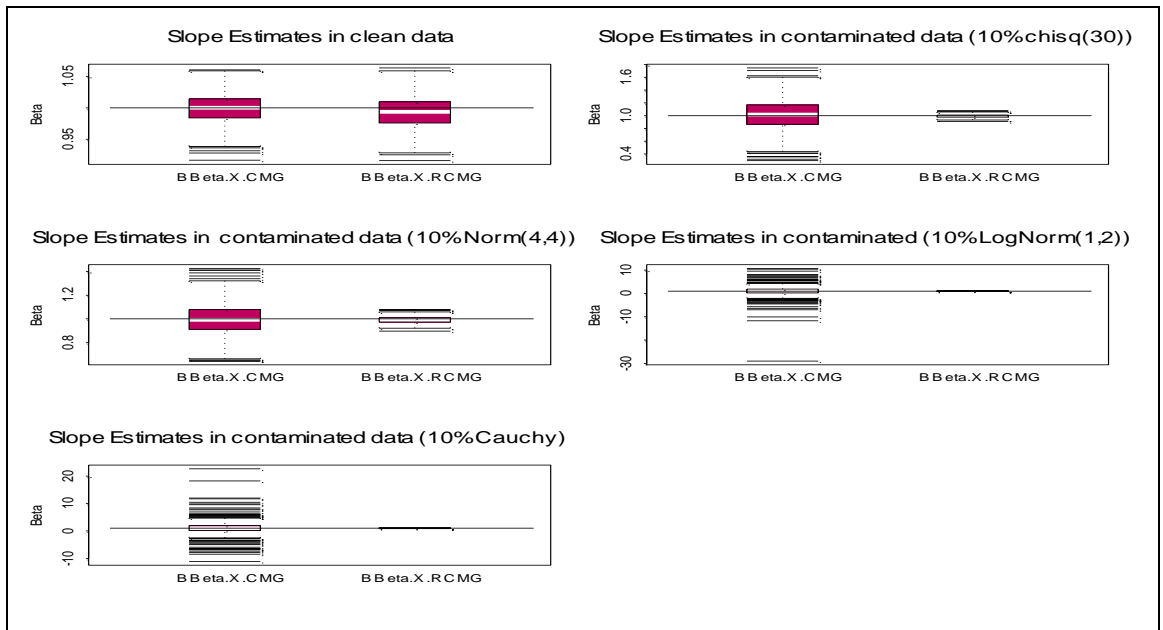 Slope Estimates in clean data
Beta
1.05
0.95
BBeta.X.CMG
BBeta.X.RCMG
Slope Estimates in contaminated data (10%chisq(30))
Beta
1.6
1.0
0.4
BBeta.X.CMG
BBeta.X.RCMG
Slope Estimates in contaminated data (10%Norm(4,4))
Beta
1.2
0.8
BBeta.X.CMG
BBeta.X.RCMG
Slope Estimates in contaminated (10%LogNorm(1,2))
Beta
10
0
-10
-30
BBeta.X.CMG
BBeta.X.RCMG
Slope Estimates in contaminated data (10%Cauchy)
Beta
20
10
0
-10
BBeta.X.CMG
BBeta.X.RCMG